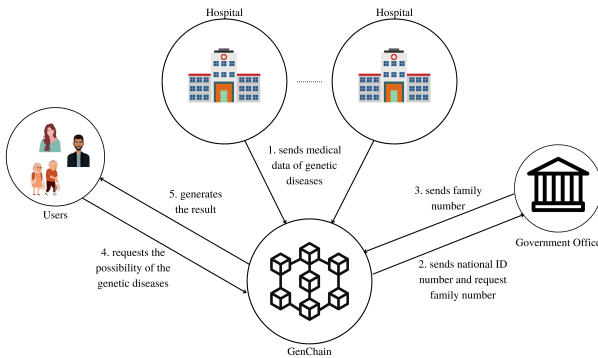 Hospital
Hospital
1. sends medical
data of genetic
diseases
5. generates
the result
3. sends family
number
Users
Government Office
4. requests the
possibility of the
genetic diseases
2. sends national ID
number and request
family number
GenChain